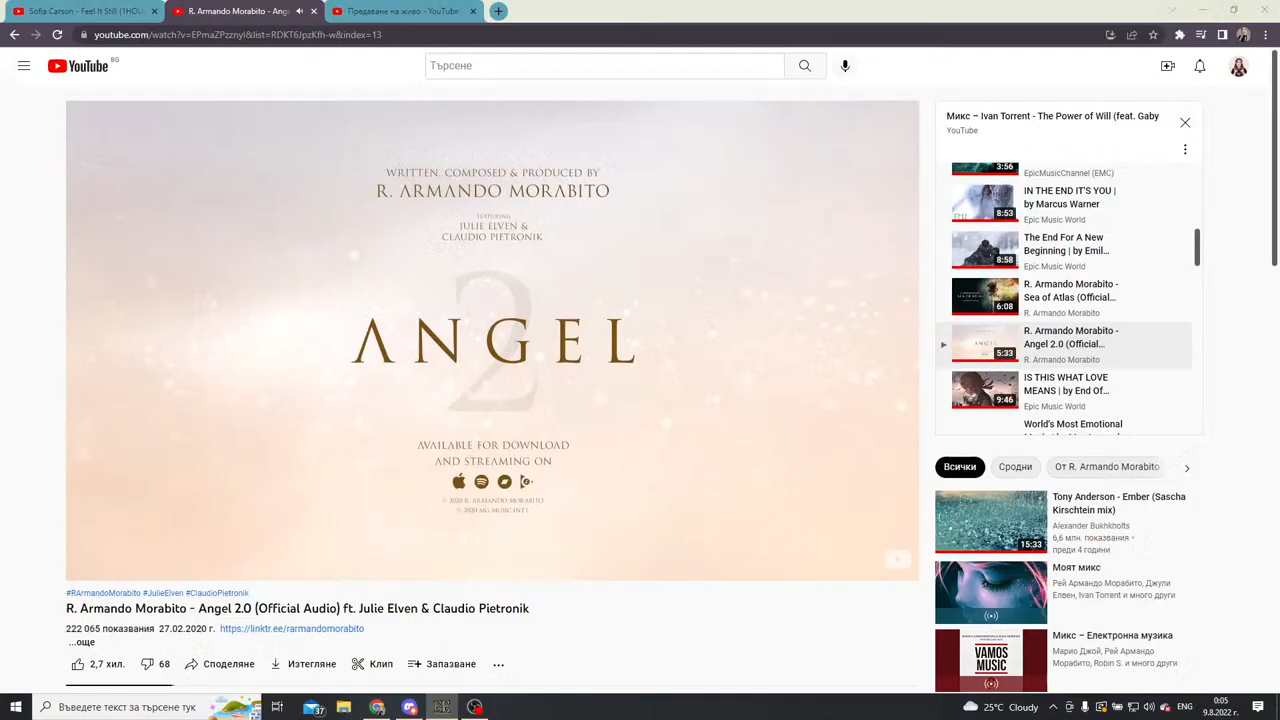 Sofia Carson - Feel It Still (1HOU
R. Armando Morabito - Ang
Предаване на живо - YouTube
youtube.com/watch?v=EPmaZPzznyI&list=RDKT6JpzKfh-w&index=13
YouTube BG
Търсене
WRITTEN COMPOSED & PRODUCED BY
R. ARMANDO MORABITO
FEATURING
JULIE ELVEN &
CLAUDIO PIETRONIK
2
ANGEL
AVAILABLE FOR DOWNLOAD
AND STREAMING ON
© 2020 R. ARMANDO MORABITO
#RArmandoMorabito #JulieElven #ClaudioPietronik
R. Armando Morabito - Angel 2.0 (Official Audio) ft. Julie Elven & Claudio Pietronik
222 065 показвания 27.02.2020 г. https://linktr.ee/rarmandomorabito
...още
2,7 хил. 68 Споделяне Изтегляне Клип Запазване
Микс – Ivan Torrent - The Power of Will (feat. Gaby
YouTube
3:56
EpicMusicChannel (EMC)
IN THE END IT'S YOU |
by Marcus Warner
8:53
Epic Music World
The End For A New
Beginning | by Emil...
8:58
Epic Music World
R. Armando Morabito -
Sea of Atlas (Official...
6:08
R. Armando Morabito
R. Armando Morabito -
Angel 2.0 (Official...
5:33
R. Armando Morabito
IS THIS WHAT LOVE
MEANS | by End Of...
9:46
Epic Music World
World's Most Emotional
Всички Сродни От R. Armando Morabito
Tony Anderson - Ember (Sascha
Kirschtein mix)
Alexander Bukhkholts
6,6 млн. показвания •
преди 4 години
15:33
Моят микс
Рей Армандо Морабито, Джули
Елвен, Ivan Torrent и много други
Микс – Електронна музика
Марио Джой, Рей Армандо
Морабито, Robin S. и много други
VAMOS
MUSIC
Въведете текст за търсене тук
37
25°C Cloudy
ENG
0:05
9.8.2022 г.